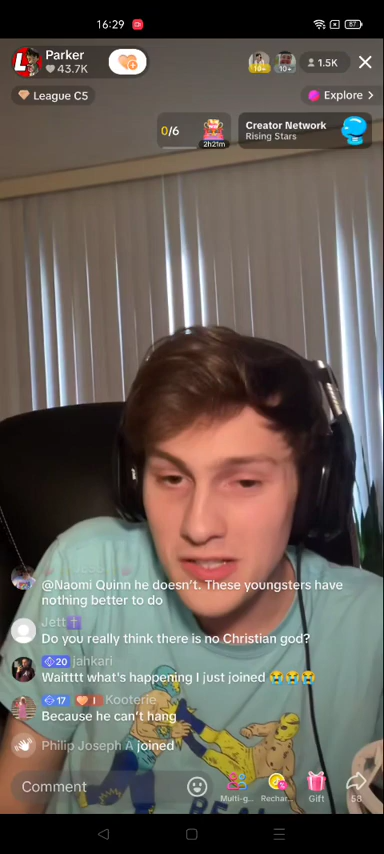 16:29
87
Parker
43.7K
10+
10+
1.5K
League C5
Explore >
0/6
2h21m
Creator Network
Rising Stars
@Naomi Quinn he doesn't. These youngsters have
nothing better to do
Jett✝️
Do you really think there is no Christian god?
20 jahkari
Waitttt what's happening I just joined 😭😭😭
17 I Kooterie
Because he can't hang
Philip Joseph A joined
Comment
Multi-g...
Rechar...
Gift
58